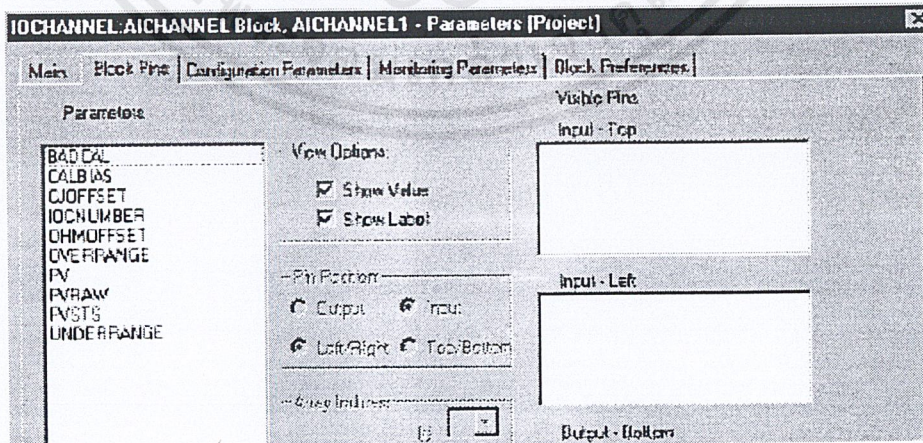 IOCHANNEL:AICHANNEL Block, AICHANNEL1 - Parameters [Project]
Main Block Pins Configuration Parameters Monitoring Parameters Block Preferences
Parameters
BADCAL
CALBIAS
CJOFFSET
IOCNUMBER
OHMOFFSET
OVERRANGE
PV
PVRAW
PVSTS
UNDERRANGE
View Options:
Show Value
Show Label
Pin Position
Output Input
Left/Right Top/Bottom
Array Indices
Visible Pins
Input - Top
Input - Left
Output - Bottom